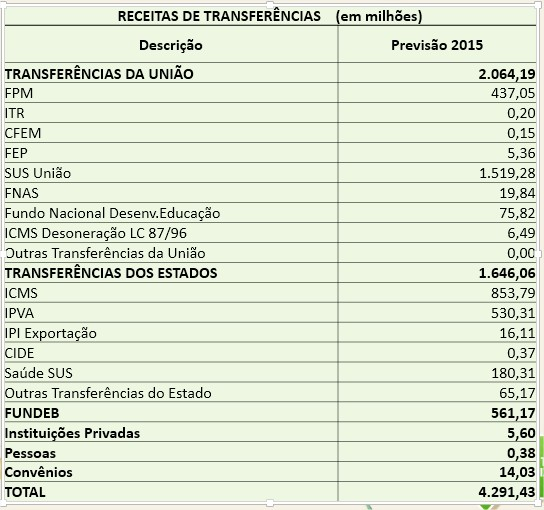 RECEITAS DE TRANSFERÊNCIAS (em milhões)
Descrição Previsão 2015
TRANSFERÊNCIAS DA UNIÃO 2.064,19
FPM 437,05
ITR 0,20
CFEM 0,15
FEP 5,36
SUS União 1.519,28
FNAS 19,84
Fundo Nacional Desenv.Educação 75,82
ICMS Desoneração LC 87/96 6,49
Outras Transferências da União 0,00
TRANSFERÊNCIAS DOS ESTADOS 1.646,06
ICMS 853,79
IPVA 530,31
IPI Exportação 16,11
CIDE 0,37
Saúde SUS 180,31
Outras Transferências do Estado 65,17
FUNDEB 561,17
Instituições Privadas 5,60
Pessoas 0,38
Convênios 14,03
TOTAL 4.291,43